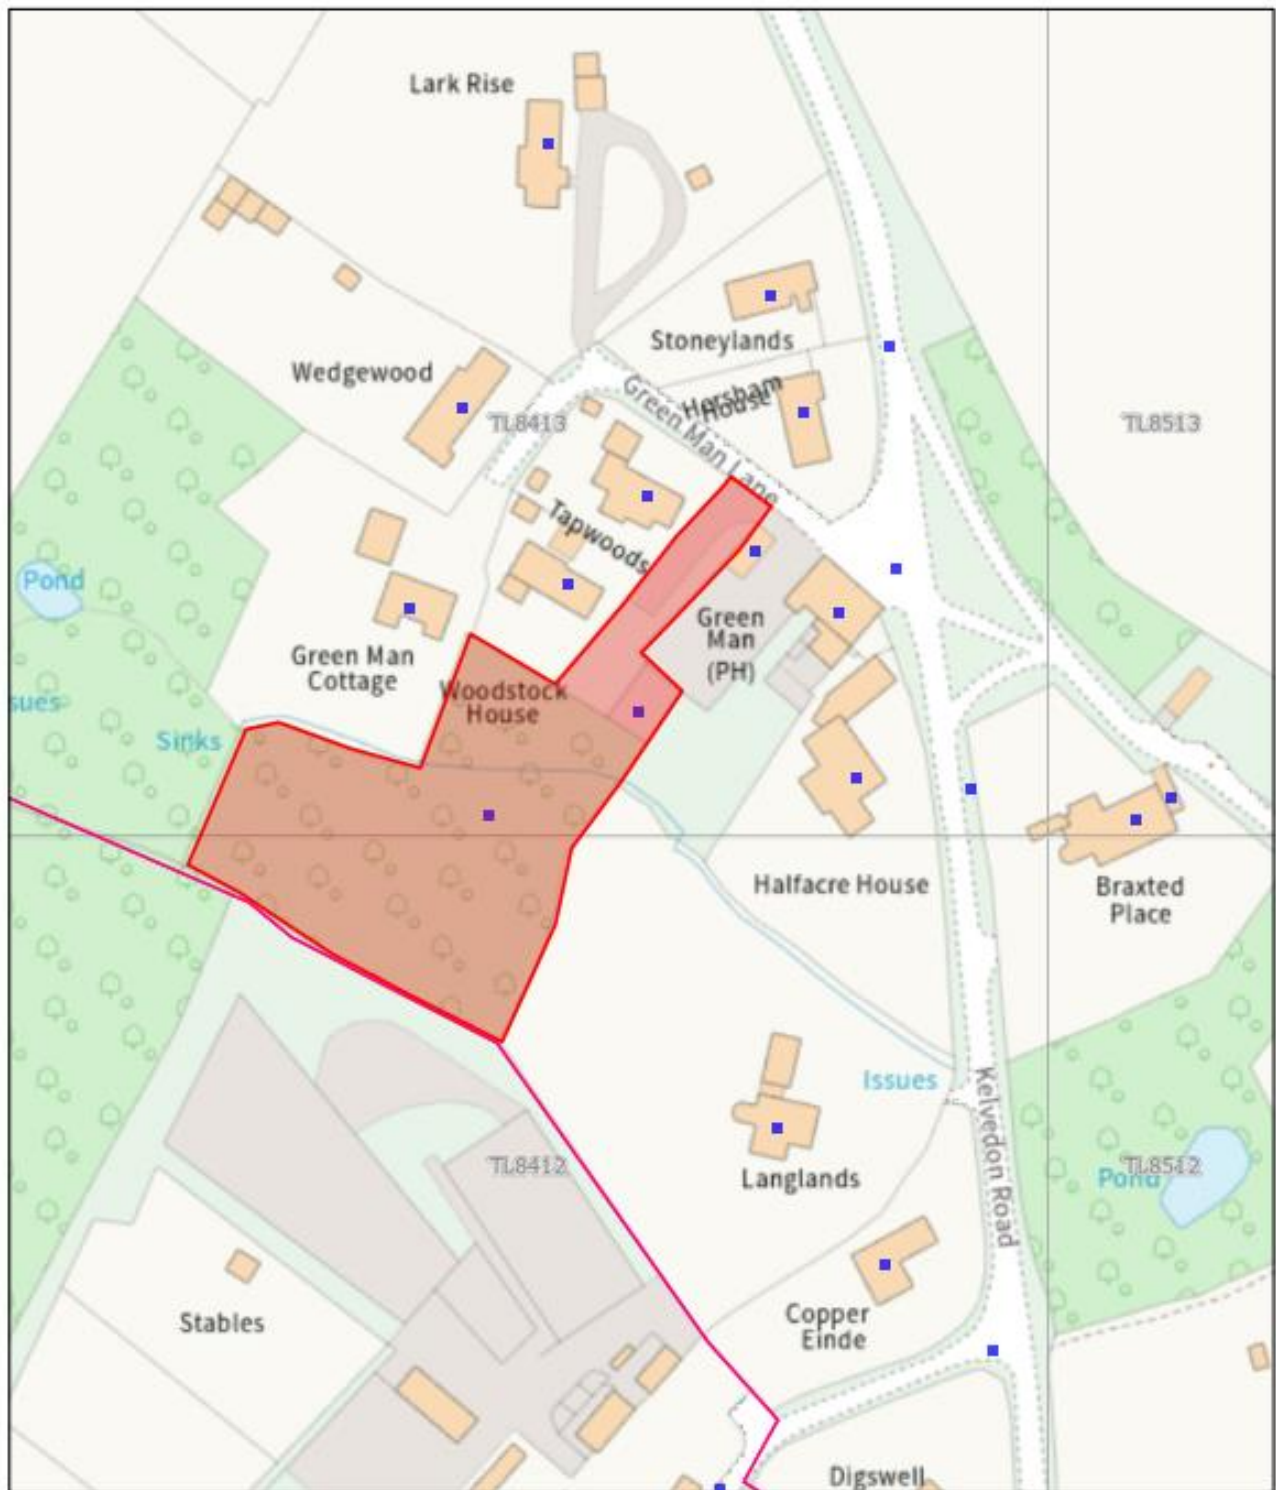 Lark Rise
Stoneylands
Wedgewood
Green Man Lane
Hersham
House
TL8413
TL8513
Tapwoods
Pond
Green
Man
(PH)
Green Man
Cottage
Woodstock
House
sues
Sinks
Halfacre House
Braxted
Place
Issues
Kelvedon Road
TL8412
Langlands
Pond
TL8512
Stables
Copper
Einde
Digswell